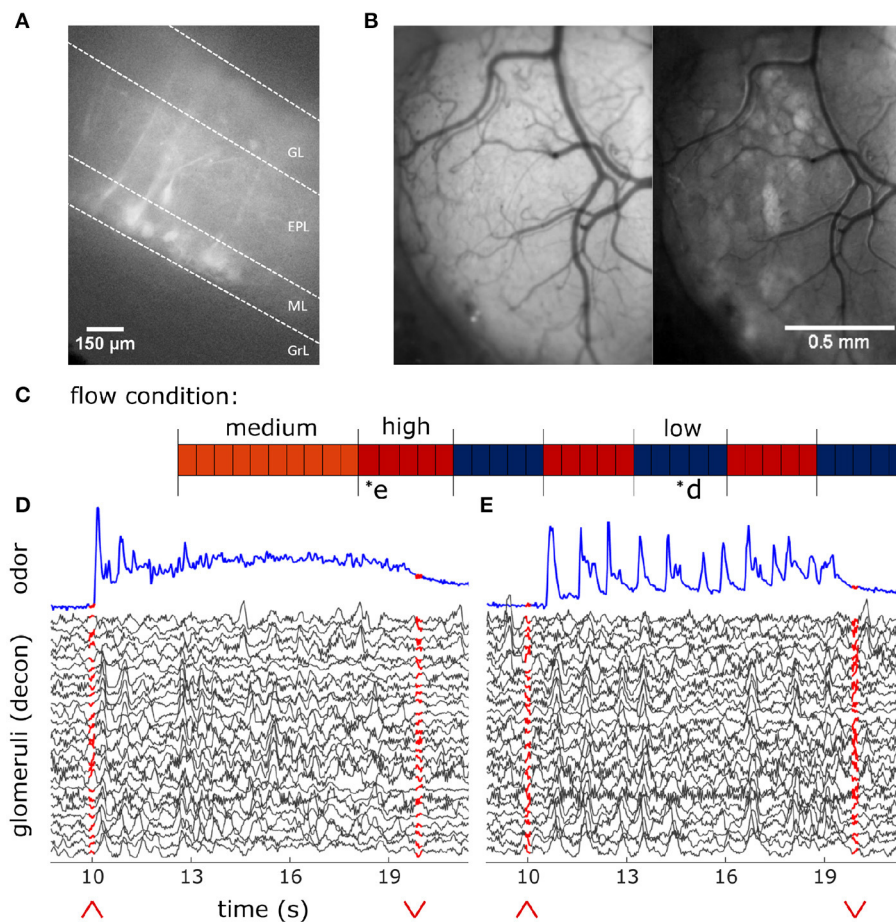 A
B
GL
EPL
ML
GrL
150 µm
0.5 mm
C
flow condition:
medium
high
low
*e
*d
D
E
odor
glomeruli (decon)
10
13
16
19
10
13
16
19
time (s)
time (s)